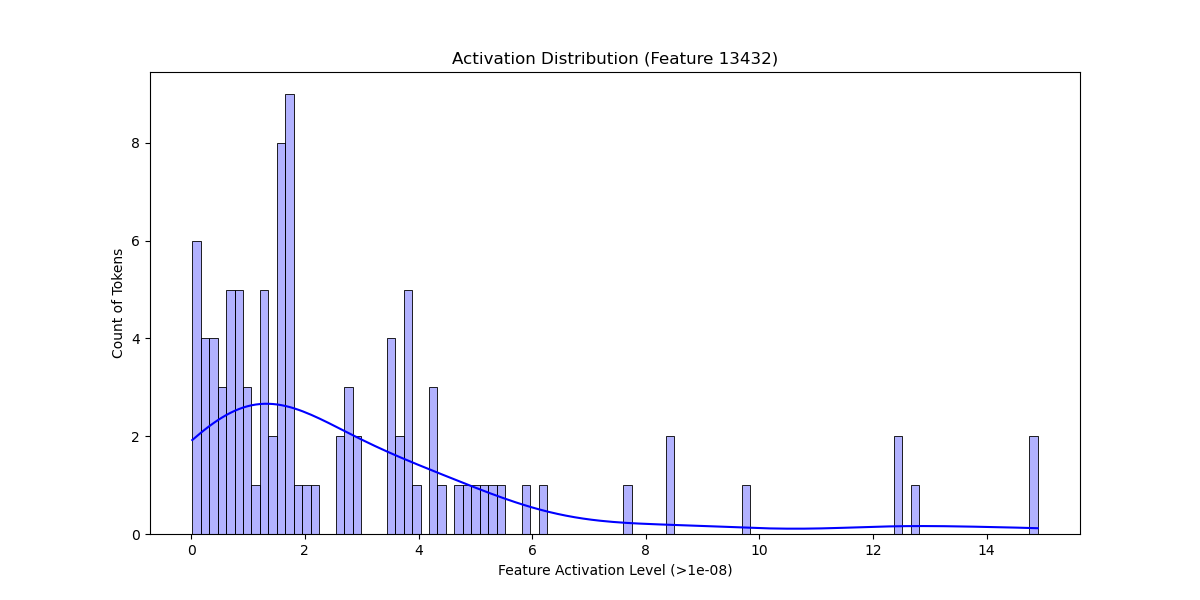 Activation Distribution (Feature 13432)
Count of Tokens
8
6
4
2
0
0 2 4 6 8 10 12 14
Feature Activation Level (>1e-08)